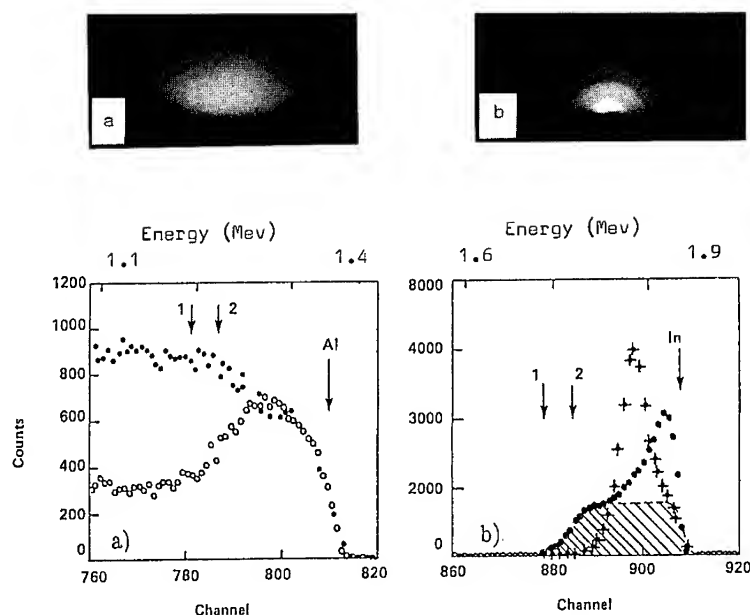 a
b
Energy (Mev)
1.1 1.4
1200
1000
800
600
400
200
0
Counts
1 2
Al
a)
760 780 800 820
Channel
Energy (Mev)
1.6 1.9
8000
4000
3000
2000
1000
0
1 2
In
b)
860 880 900 920
Channel